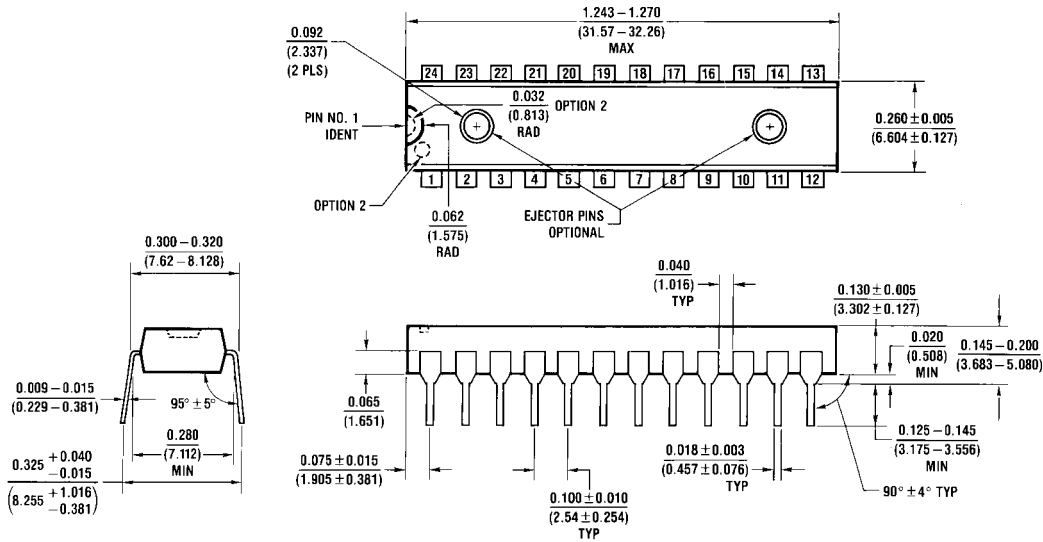 1.243 – 1.270
(31.57 – 32.26)
MAX
0.092
(2.337)
(2 PLS)
24 23 22 21 20 19 18 17 16 15 14 13
0.032
(0.813)
RAD
OPTION 2
PIN NO. 1
IDENT
0.260 ± 0.005
(6.604 ± 0.127)
1 2 3 4 5 6 7 8 9 10 11 12
OPTION 2
0.062
(1.575)
RAD
EJECTOR PINS
OPTIONAL
0.300 – 0.320
(7.62 – 8.128)
0.040
(1.016)
TYP
0.130 ± 0.005
(3.302 ± 0.127)
0.020
(0.508)
MIN
0.145 – 0.200
(3.683 – 5.080)
0.009 – 0.015
(0.229 – 0.381)
95° ± 5°
0.280
(7.112)
MIN
0.065
(1.651)
0.325 +0.040 −0.015
(8.255 +1.016 −0.381)
0.075 ± 0.015
(1.905 ± 0.381)
0.100 ± 0.010
(2.54 ± 0.254)
TYP
0.018 ± 0.003
(0.457 ± 0.076)
TYP
0.125 – 0.145
(3.175 – 3.556)
MIN
90° ± 4° TYP